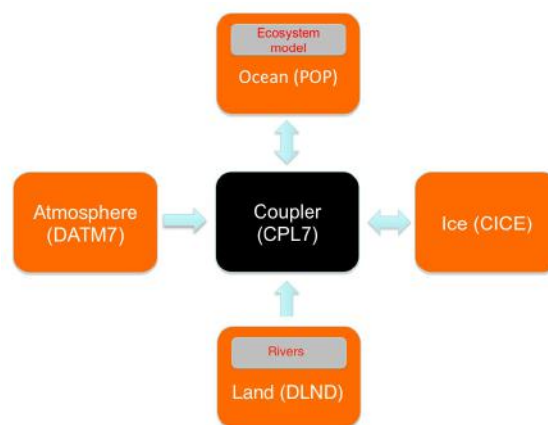 Ecosystem
model
Ocean (POP)
Atmosphere
(DATM7)
Coupler
(CPL7)
Ice (CICE)
Rivers
Land (DLND)